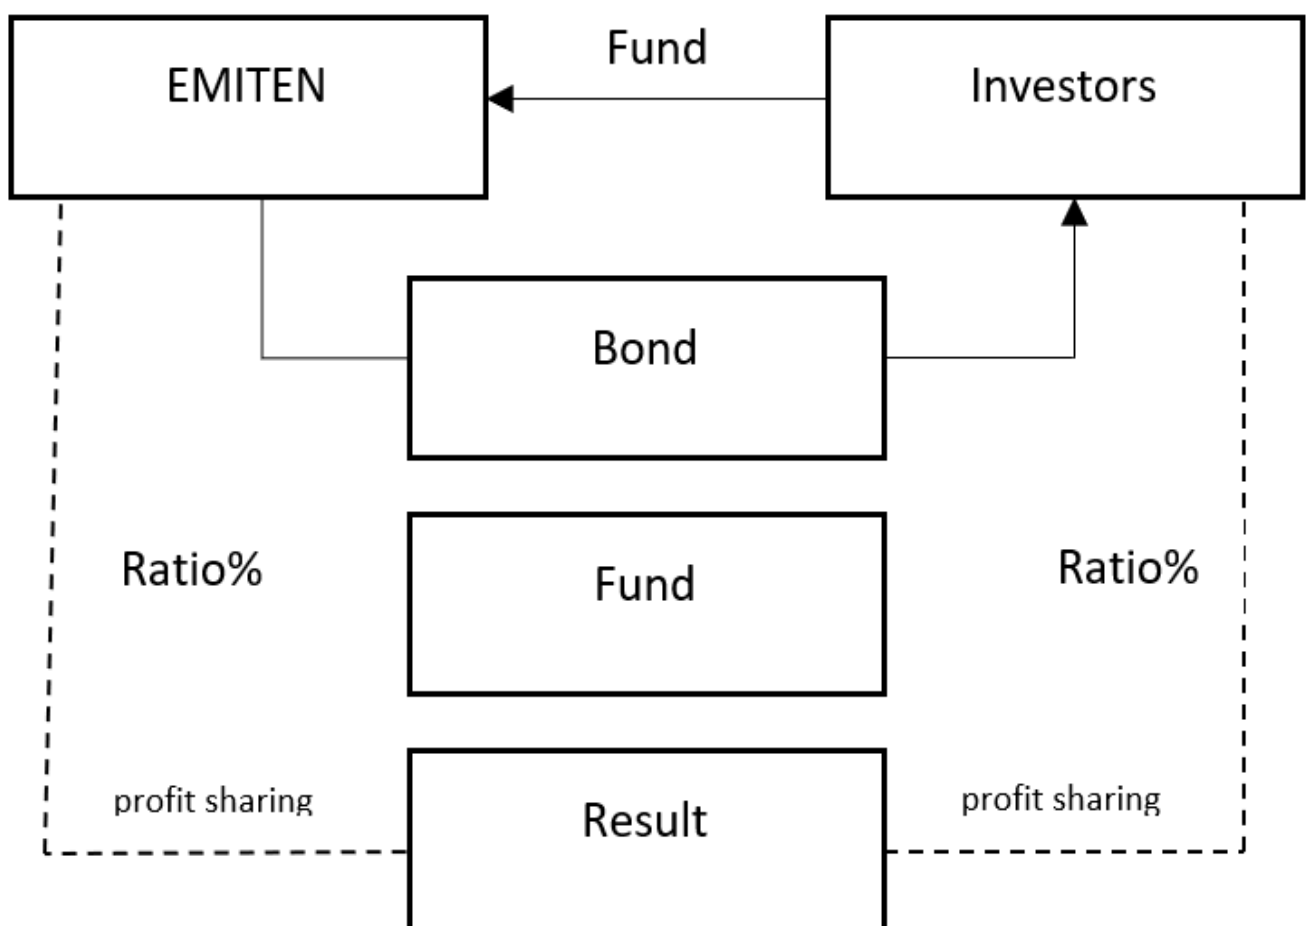 Fund
EMITEN
Investors
Bond
Ratio%
Fund
Ratio%
profit sharing
Result
profit sharing